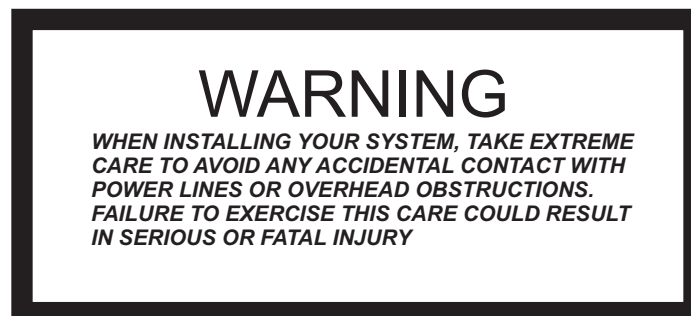 WARNING
WHEN INSTALLING YOUR SYSTEM, TAKE EXTREME
CARE TO AVOID ANY ACCIDENTAL CONTACT WITH
POWER LINES OR OVERHEAD OBSTRUCTIONS.
FAILURE TO EXERCISE THIS CARE COULD RESULT
IN SERIOUS OR FATAL INJURY